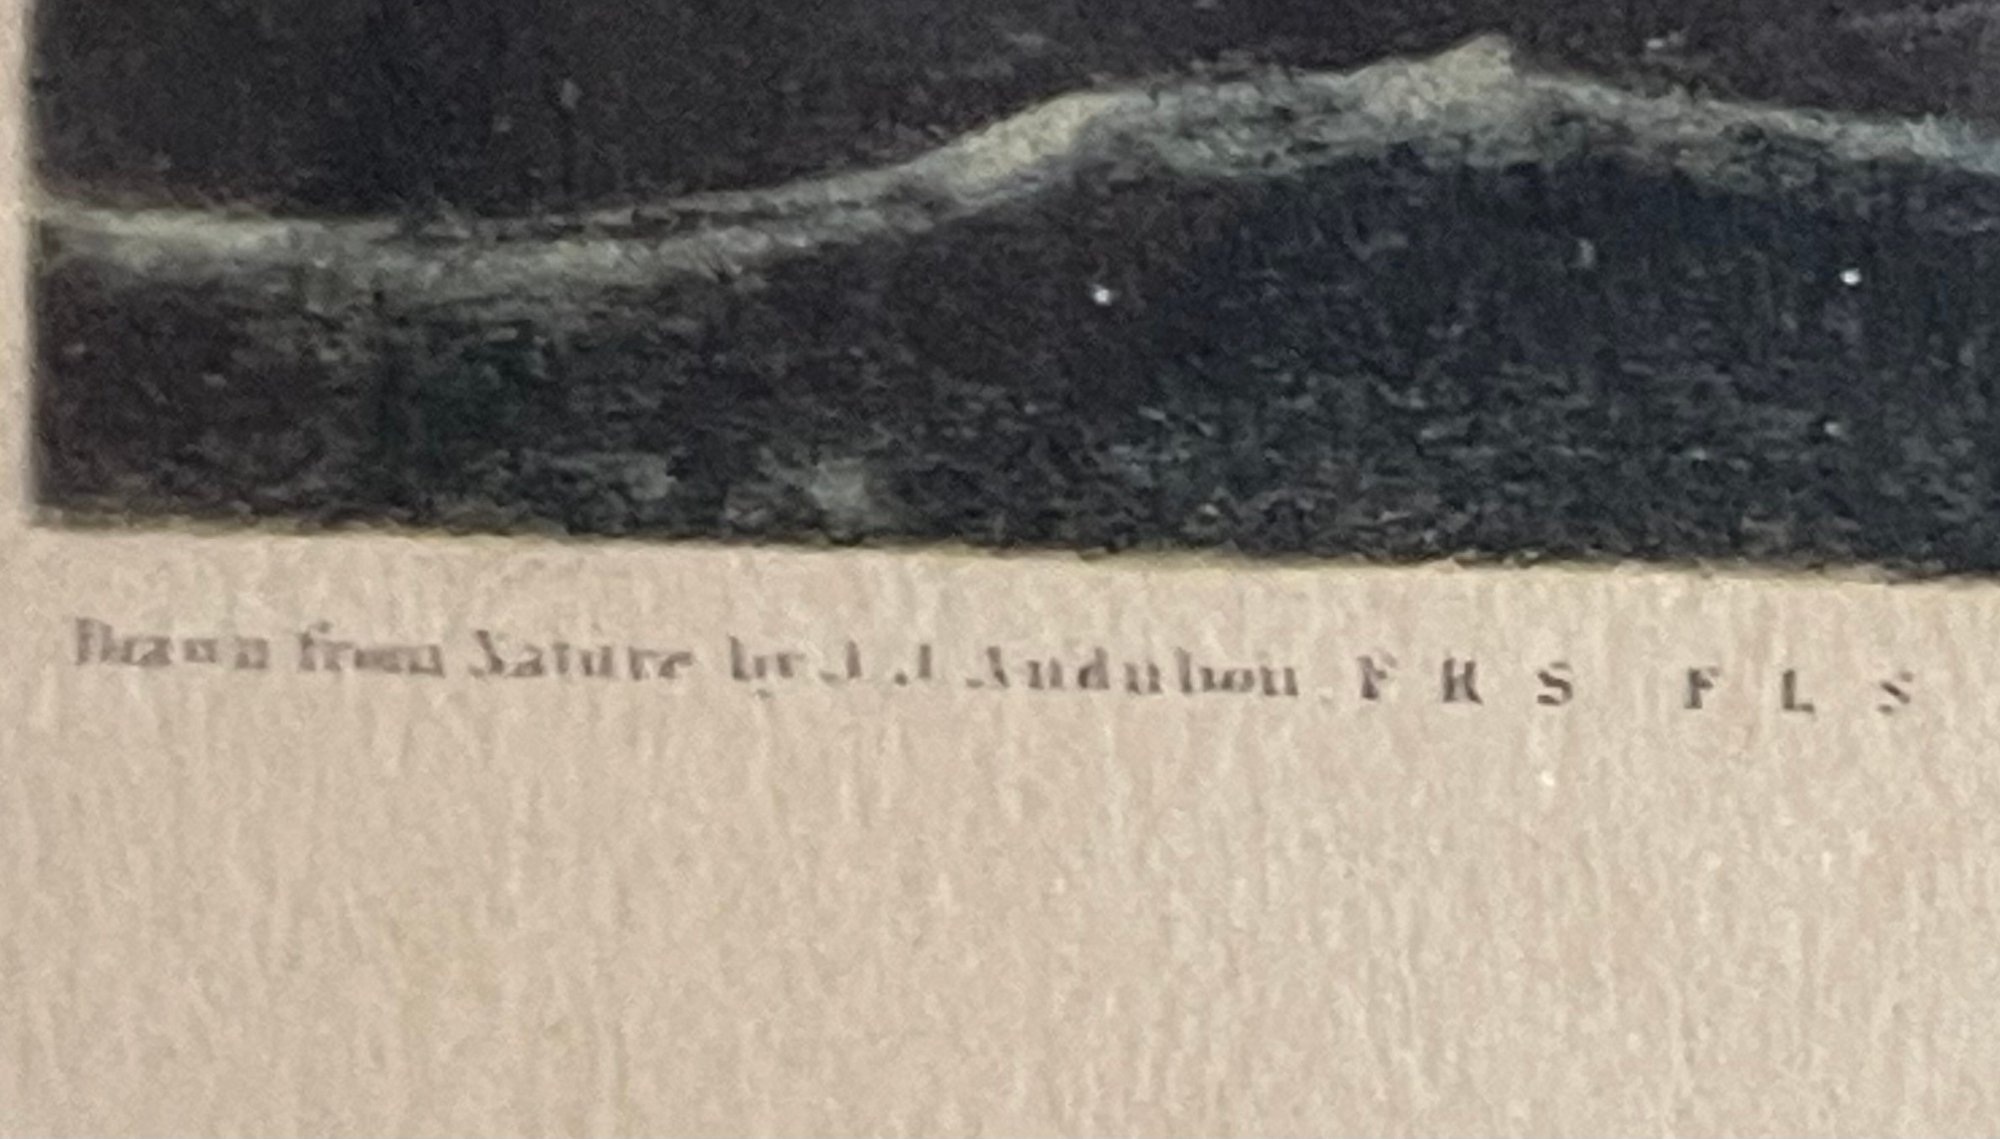 Drawn from Nature by J. J. Audubon. F R S F L S